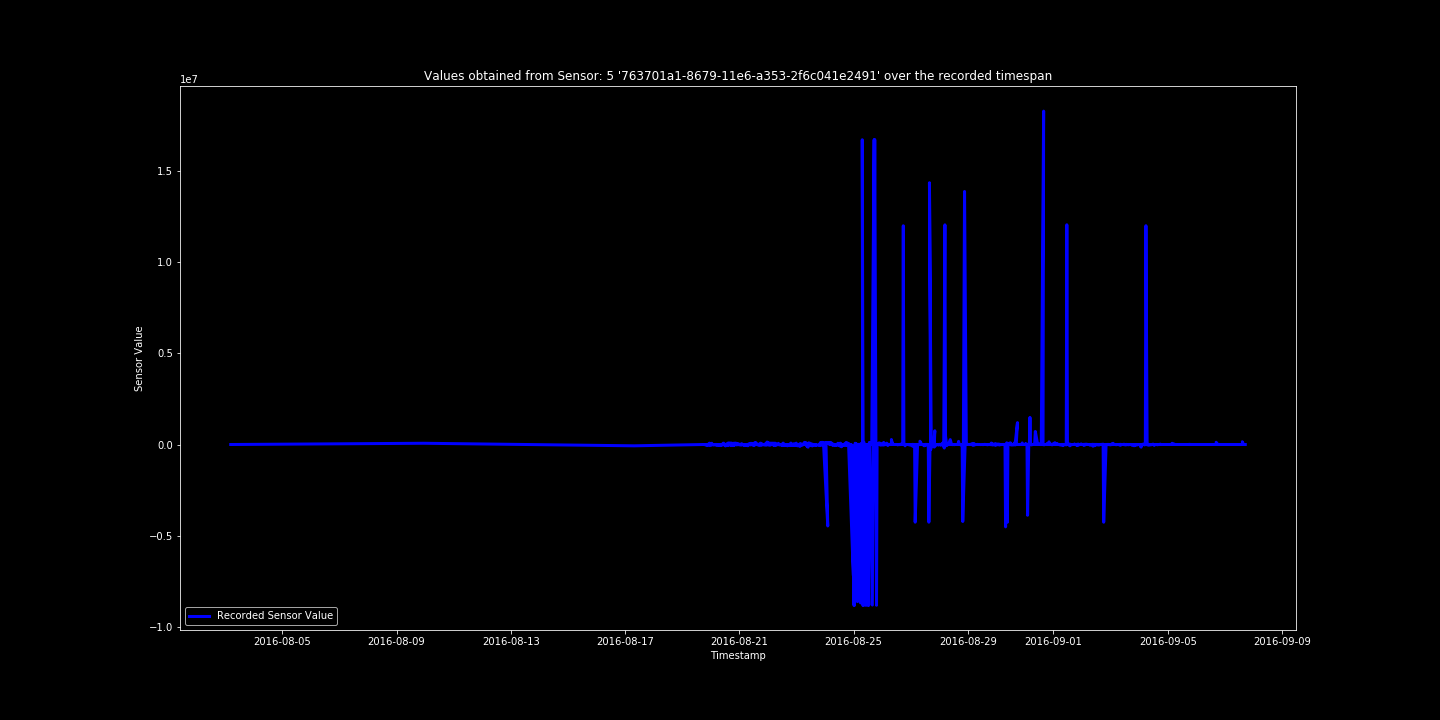 Values obtained from Sensor: 5 '763701a1-8679-11e6-a353-2f6c041e2491' over the recorded timespan
1e7
1.5
1.0
0.5
0.0
−0.5
−1.0
Sensor Value
Recorded Sensor Value
2016-08-05 2016-08-09 2016-08-13 2016-08-17 2016-08-21 2016-08-25 2016-08-29 2016-09-01 2016-09-05 2016-09-09
Timestamp